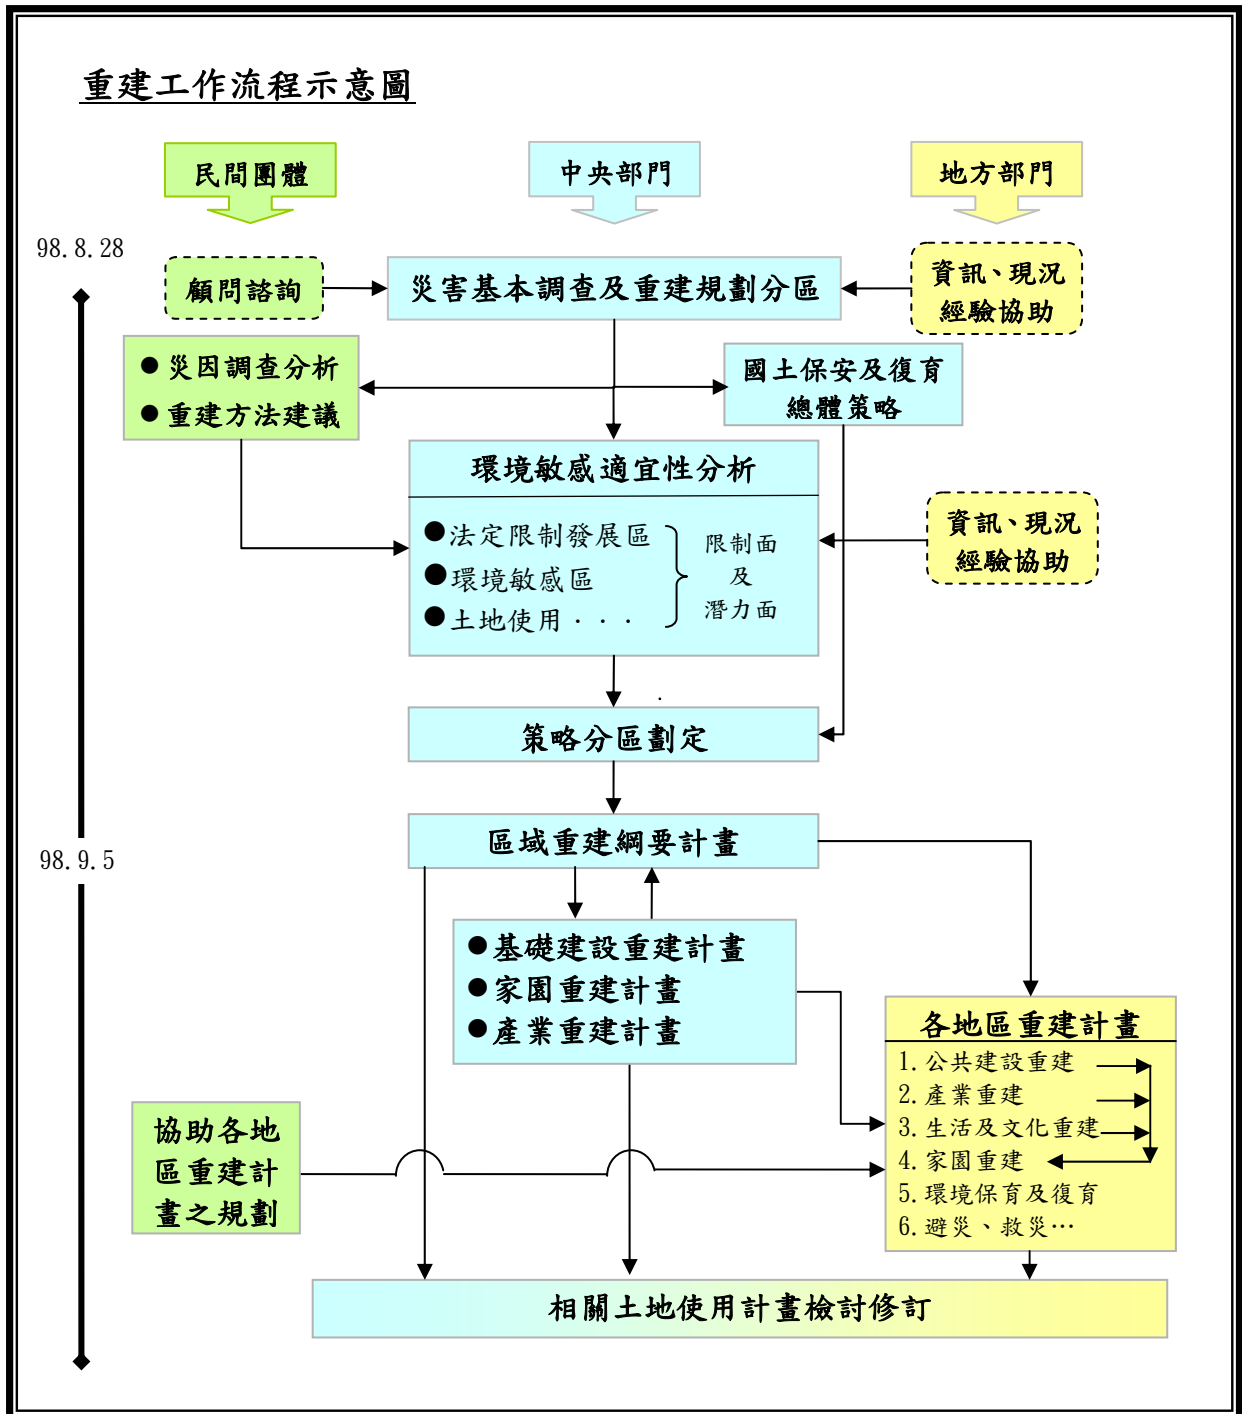 重建工作流程示意圖
民間團體
中央部門
地方部門
98.8.28
顧問諮詢
災害基本調查及重建規劃分區
資訊、現況
經驗協助
●災因調查分析
●重建方法建議
國土保安及復育
總體策略
環境敏感適宜性分析
●法定限制發展區
●環境敏感區
●土地使用···
限制面
及
潛力面
資訊、現況
經驗協助
策略分區劃定
區域重建綱要計畫
98.9.5
●基礎建設重建計畫
●家園重建計畫
●產業重建計畫
各地區重建計畫
1.公共建設重建
2.產業重建
3.生活及文化重建
4.家園重建
5.環境保育及復育
6.避災、救災…
協助各地
區重建計
畫之規劃
相關土地使用計畫檢討修訂